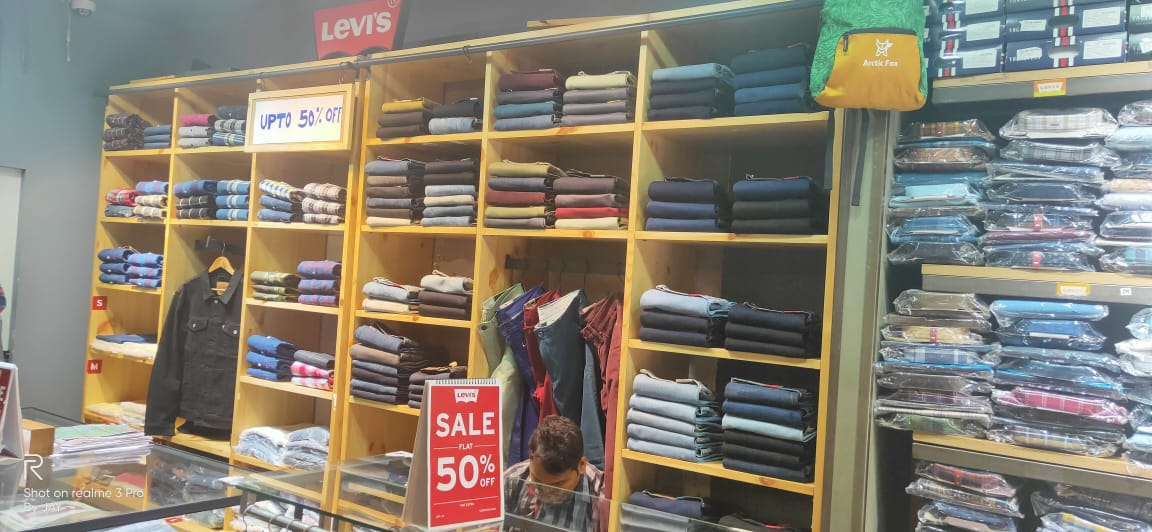 LEVI'S
UPTO 50% OFF
Arctic Fox
S
M
M
LEVI'S
SALE
FLAT
50%
OFF
R
Shot on realme 3 Pro
By JAY